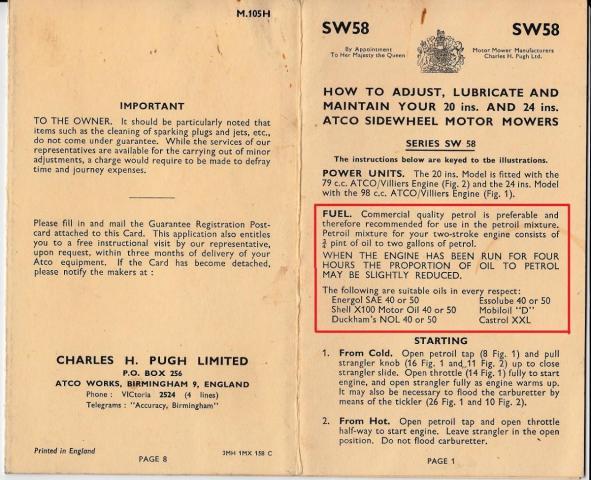 M.105H
IMPORTANT
TO THE OWNER. It should be particularly noted that
items such as the cleaning of sparking plugs and jets, etc.,
do not come under guarantee. While the services of our
representatives are available for the carrying out of minor
adjustments, a charge would require to be made to defray
time and journey expenses.
Please fill in and mail the Guarantee Registration Post-
card attached to this Card. This application also entitles
you to a free instructional visit by our representative,
upon request, within three months of delivery of your
Atco equipment. If the Card has become detached,
please notify the makers at :
CHARLES H. PUGH LIMITED
P.O. BOX 256
ATCO WORKS, BIRMINGHAM 9, ENGLAND
Phone : VICtoria 2524 (4 lines)
Telegrams : "Accuracy, Birmingham"
Printed in England
3MH 1MX 158 C
PAGE 8
SW58 SW58
By Appointment
To Her Majesty the Queen
Motor Mower Manufacturers
Charles H. Pugh Ltd.
HOW TO ADJUST, LUBRICATE AND
MAINTAIN YOUR 20 ins. AND 24 ins.
ATCO SIDEWHEEL MOTOR MOWERS
SERIES SW 58
The instructions below are keyed to the illustrations.
POWER UNITS. The 20 ins. Model is fitted with the
79 c.c. ATCO/Villiers Engine (Fig. 2) and the 24 ins. Model
with the 98 c.c. ATCO/Villiers Engine (Fig. 1).
FUEL. Commercial quality petrol is preferable and
therefore recommended for use in the petroil mixture.
Petroil mixture for your two-stroke engine consists of
¾ pint of oil to two gallons of petrol.
WHEN THE ENGINE HAS BEEN RUN FOR FOUR
HOURS THE PROPORTION OF OIL TO PETROL
MAY BE SLIGHTLY REDUCED.
The following are suitable oils in every respect :
Energol SAE 40 or 50 Essolube 40 or 50
Shell X100 Motor Oil 40 or 50 Mobiloil "D"
Duckham's NOL 40 or 50 Castrol XXL
STARTING
1. From Cold. Open petroil tap (8 Fig. 1) and pull
strangler knob (16 Fig. 1 and 11 Fig. 2) up to close
strangler slide. Open throttle (14 Fig. 1) fully to start
engine, and open strangler fully as engine warms up.
It may also be necessary to flood the carburetter by
means of the tickler (26 Fig. 1 and 10 Fig. 2).
2. From Hot. Open petroil tap and open throttle
half-way to start engine. Leave strangler in the open
position. Do not flood carburetter.
PAGE 1